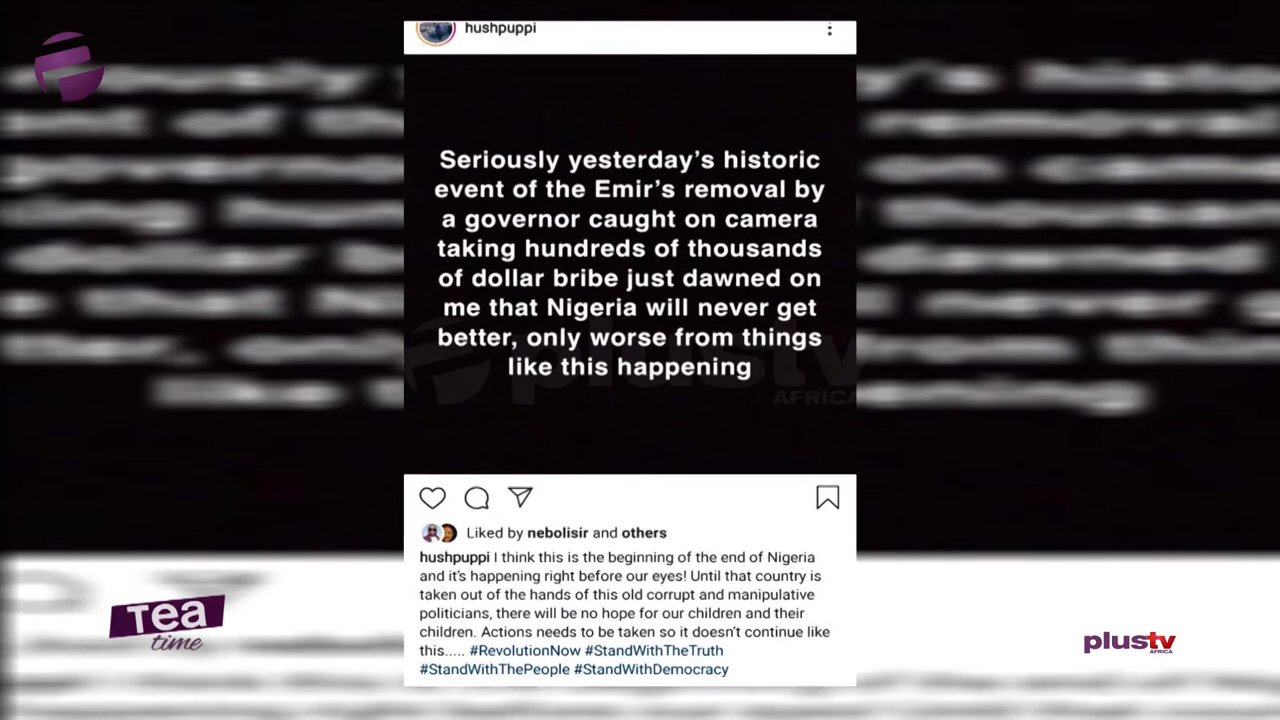 hushpuppi
Seriously yesterday's historic
event of the Emir's removal by
a governor caught on camera
taking hundreds of thousands
of dollar bribe just dawned on
me that Nigeria will never get
better, only worse from things
like this happening
plustv
AFRICA
Liked by nebolisir and others
hushpuppi I think this is the beginning of the end of Nigeria
and it's happening right before our eyes! Until that country is
taken out of the hands of this old corrupt and manipulative
politicians, there will be no hope for our children and their
children. Actions needs to be taken so it doesn't continue like
this..... #RevolutionNow #StandWithTheTruth
#StandWithThePeople #StandWithDemocracy
Tea
time
plustv
AFRICA